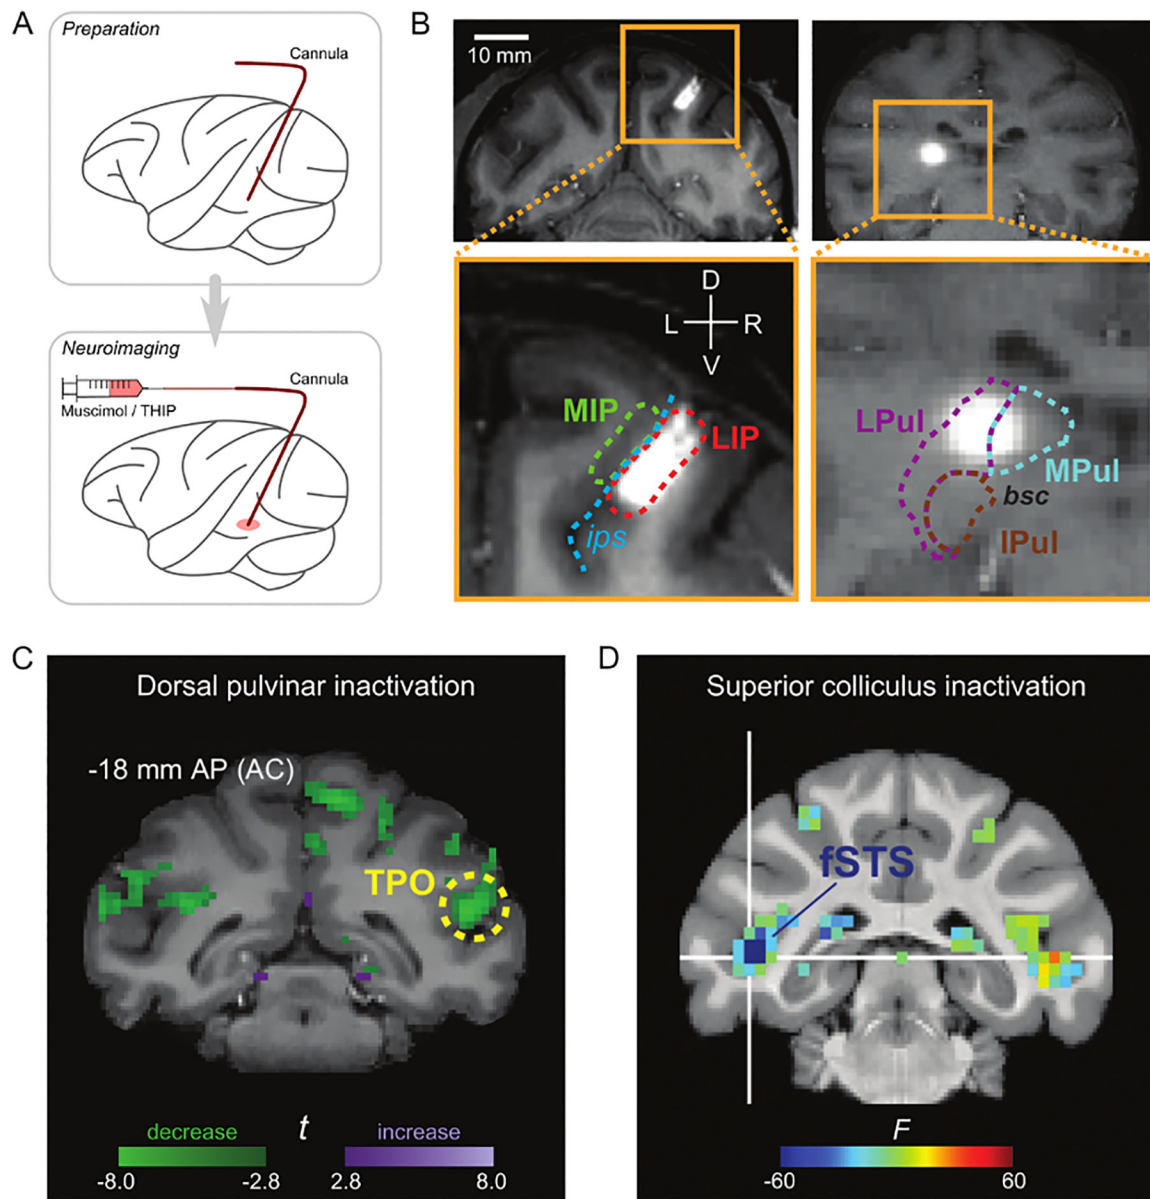 A
Preparation
Cannula
Neuroimaging
Cannula
Muscimol / THIP
B
10 mm
D
L
R
V
MIP
LIP
ips
LPul
MPul
bsc
IPul
C
Dorsal pulvinar inactivation
-18 mm AP (AC)
TPO
decrease
t
increase
-8.0
-2.8
2.8
8.0
D
Superior colliculus inactivation
fSTS
F
-60
60